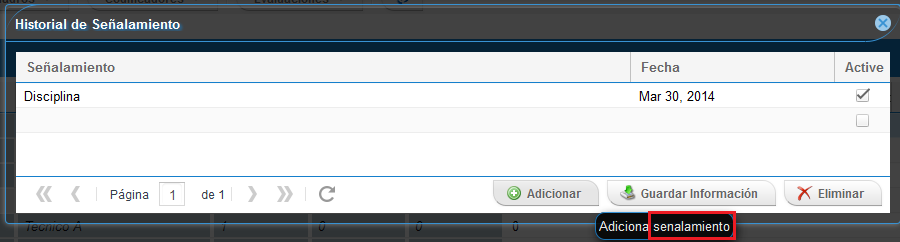 Historial de Señalamiento
Señalamiento Fecha Active
Disciplina Mar 30, 2014
Página 1 de 1 Adicionar Guardar Información Eliminar
Tecnico A 1 0 0 0
Adiciona senalamiento